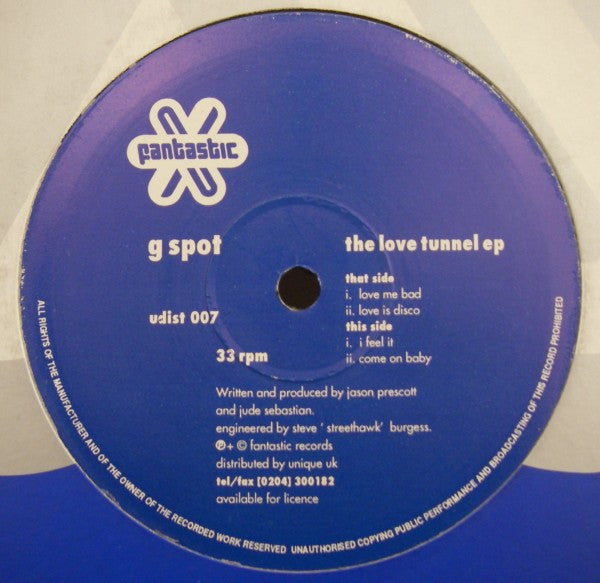 fantastic
g spot
the love tunnel ep
that side
i. love me bad
ii. love is disco
this side
i. i feel it
ii. come on baby
udist 007
33 rpm
Written and produced by jason prescott
and jude sebastian.
engineered by steve ' streethawk' burgess.
℗+ © fantastic records
distributed by unique uk
tel/fax [0204] 300182
available for licence
ALL RIGHTS OF THE MANUFACTURER AND OF THE OWNER OF THE RECORDED WORK RESERVED UNAUTHORISED COPYING PUBLIC PERFORMANCE AND BROADCASTING OF THIS RECORD PROHIBITED